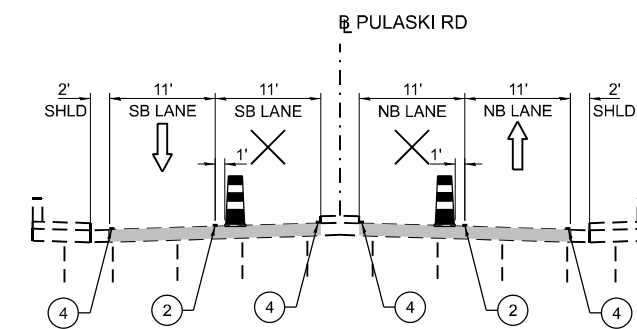 ℄ PULASKI RD
2' 11' 11' 11' 11' 2'
SHLD SB LANE SB LANE NB LANE NB LANE SHLD
1' 1'
4 2 4 4 2 4